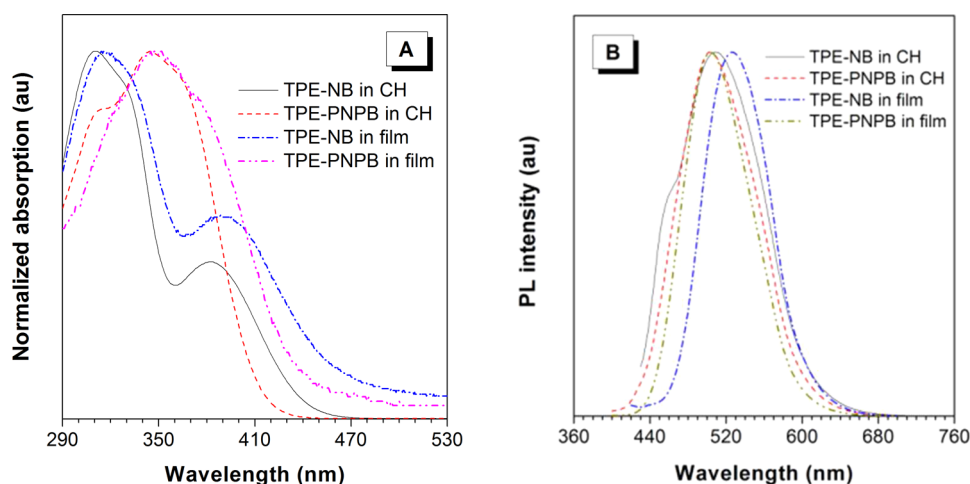 Normalized absorption (au)
A
TPE-NB in CH
TPE-PNPB in CH
TPE-NB in film
TPE-PNPB in film
290 350 410 470 530
Wavelength (nm)
PL intensity (au)
B
TPE-NB in CH
TPE-PNPB in CH
TPE-NB in film
TPE-PNPB in film
360 440 520 600 680 760
Wavelength (nm)